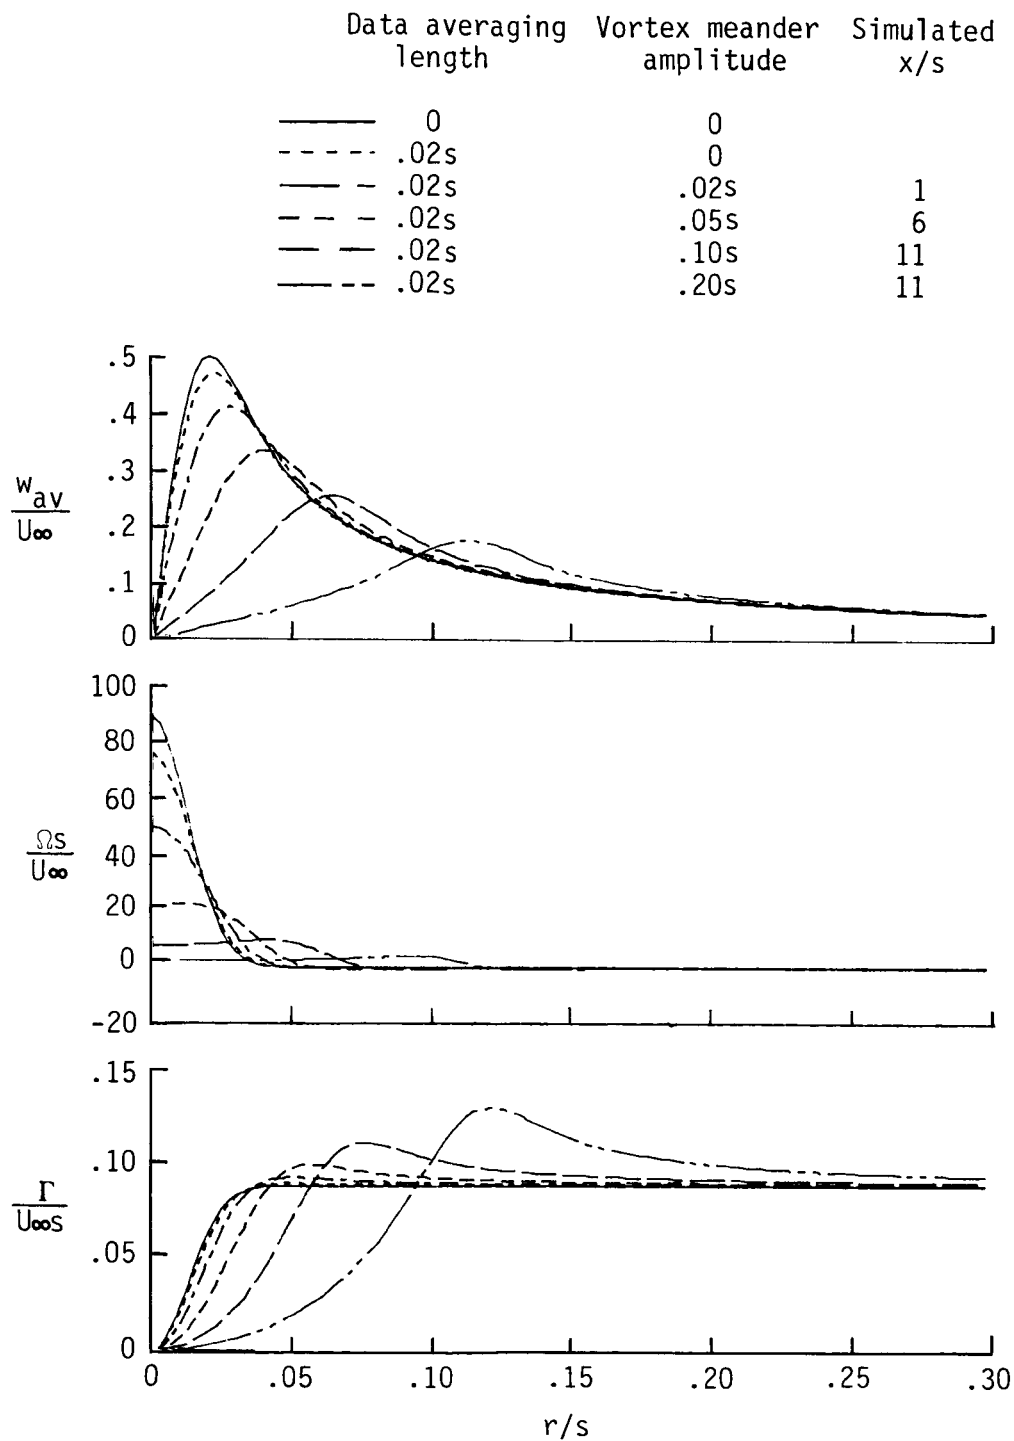 Data averaging Vortex meander Simulated
length amplitude x/s
0 0
.02s 0
.02s .02s 1
.02s .05s 6
.02s .10s 11
.02s .20s 11
.5
.4
.3
.2
.1
0
w_av
U∞
100
80
60
40
20
0
-20
Ωs
U∞
.15
.10
.05
0
Γ
U∞s
0 .05 .10 .15 .20 .25 .30
r/s